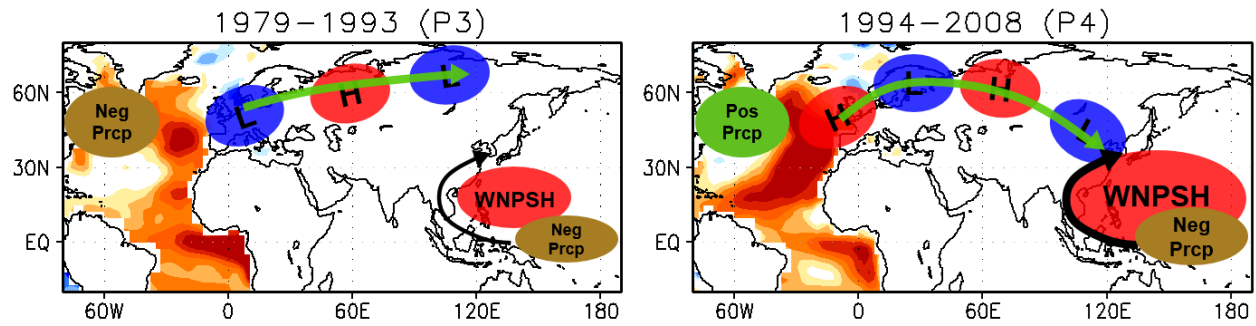 1979-1993 (P3)
60N
30N
EQ
60W
0
60E
120E
180
Neg
Prcp
L
H
L
WNPSH
Neg
Prcp
1994-2008 (P4)
60N
30N
EQ
60W
0
60E
120E
180
Pos
Prcp
H
L
H
L
WNPSH
Neg
Prcp